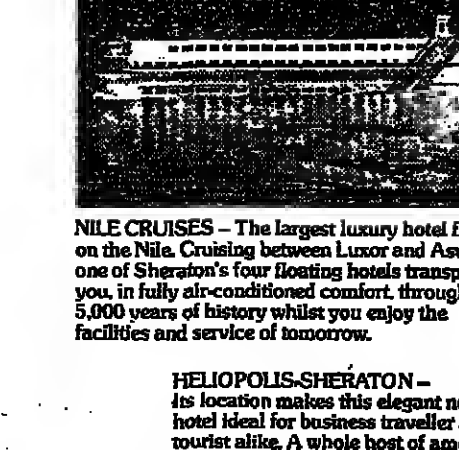 NILE CRUISES – The largest luxury hotel f
on the Nile. Cruising between Luxor and Asw
one of Sheraton's four floating hotels transp
you, in fully air-conditioned comfort, through
5,000 years of history whilst you enjoy the
facilities and service of tomorrow.
HELIOPOLIS-SHERATON –
Its location makes this elegant ne
hotel ideal for business traveller
tourist alike. A whole host of am